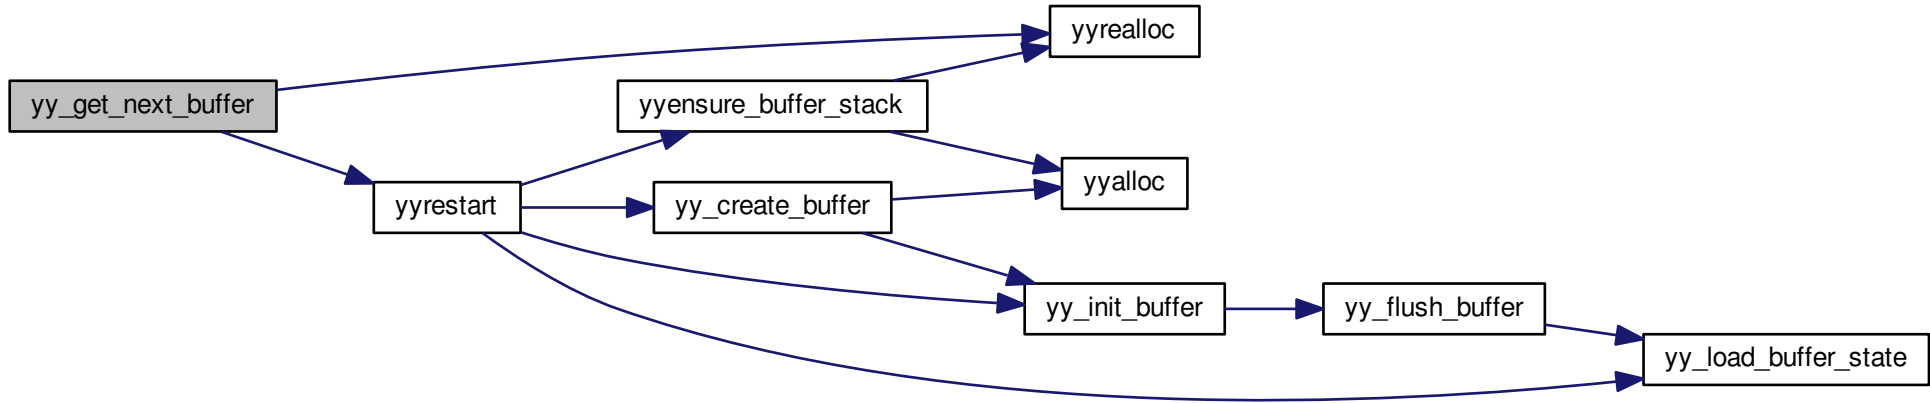 yyrealloc
yy_get_next_buffer
yyensure_buffer_stack
yyalloc
yyrestart
yy_create_buffer
yy_init_buffer
yy_flush_buffer
yy_load_buffer_state